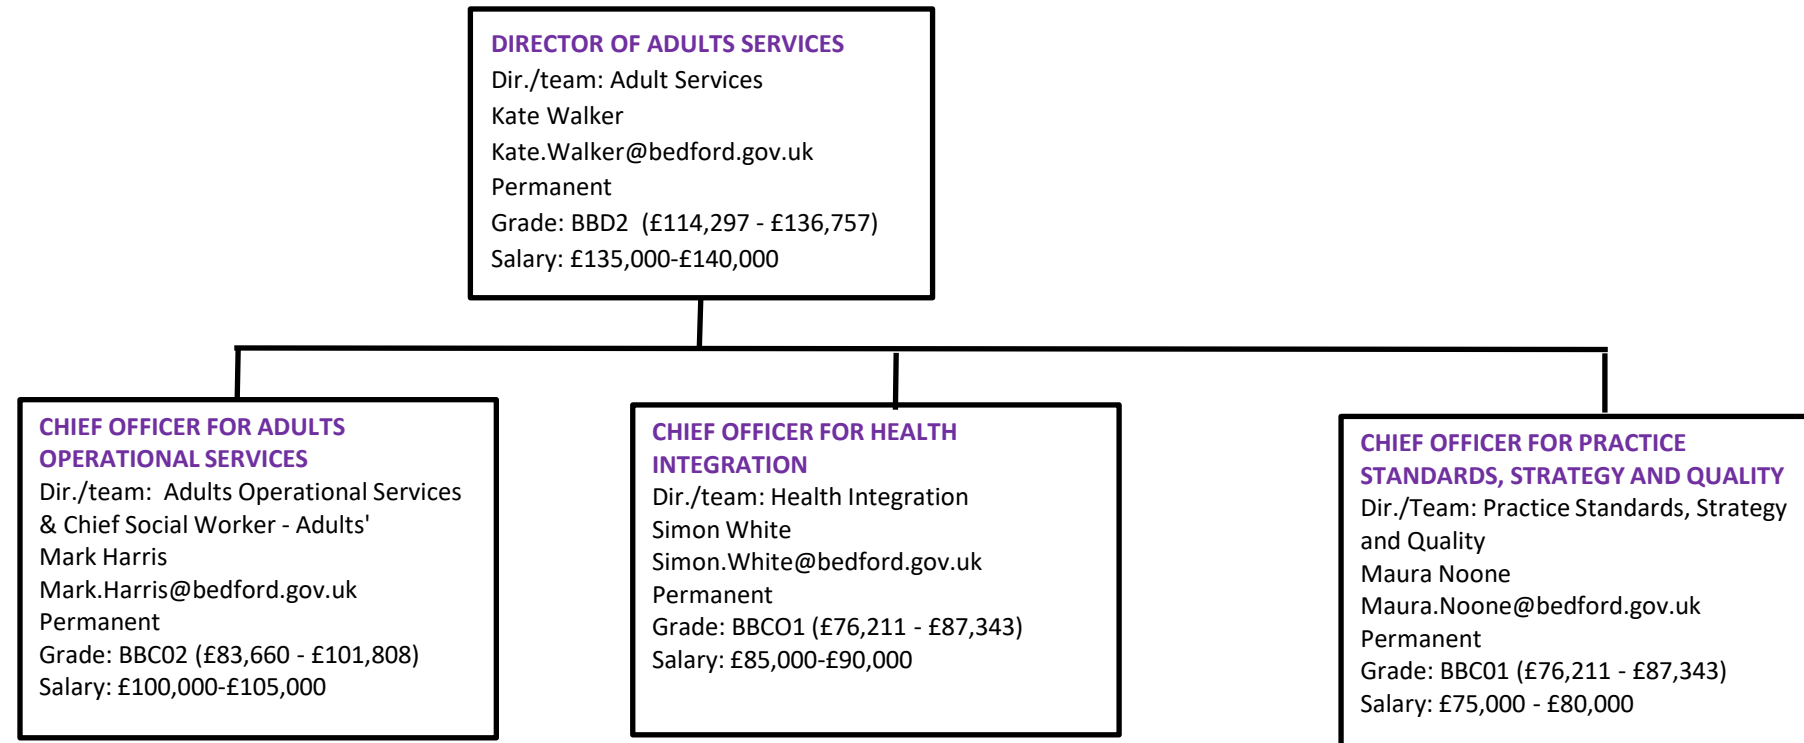 DIRECTOR OF ADULTS SERVICES
Dir./team: Adult Services
Kate Walker
Kate.Walker@bedford.gov.uk
Permanent
Grade: BBD2  (£114,297 - £136,757)
Salary: £135,000-£140,000
CHIEF OFFICER FOR ADULTS
OPERATIONAL SERVICES
Dir./team:  Adults Operational Services
& Chief Social Worker - Adults'
Mark Harris
Mark.Harris@bedford.gov.uk
Permanent
Grade: BBC02 (£83,660 - £101,808)
Salary: £100,000-£105,000
CHIEF OFFICER FOR HEALTH
INTEGRATION
Dir./team: Health Integration
Simon White
Simon.White@bedford.gov.uk
Permanent
Grade: BBCO1 (£76,211 - £87,343)
Salary: £85,000-£90,000
CHIEF OFFICER FOR PRACTICE
STANDARDS, STRATEGY AND QUALITY
Dir./Team: Practice Standards, Strategy
and Quality
Maura Noone
Maura.Noone@bedford.gov.uk
Permanent
Grade: BBC01 (£76,211 - £87,343)
Salary: £75,000 - £80,000